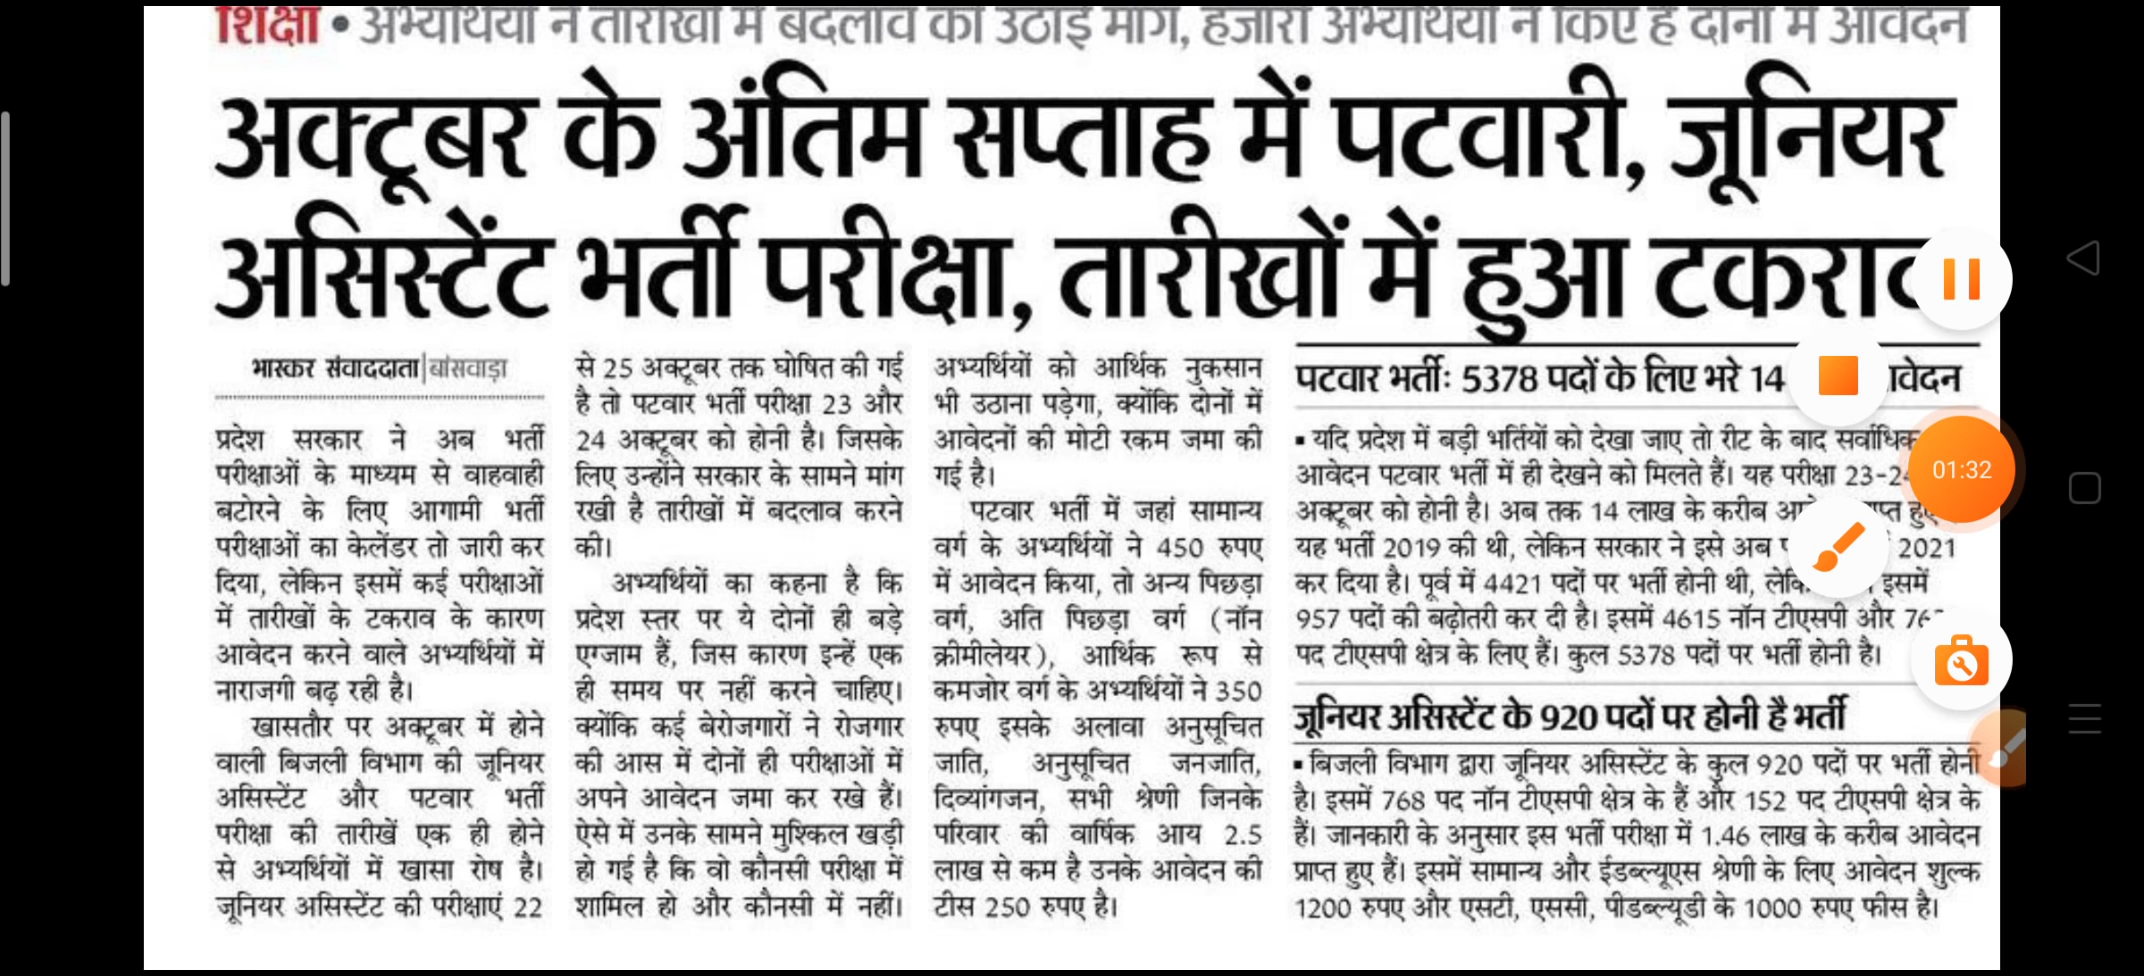 शिक्षा • अभ्यर्थियों ने तारीखों में बदलाव की उठाई मांग, हजारों अभ्यर्थियों ने किए हैं दोनों में आवेदन
अक्टूबर के अंतिम सप्ताह में पटवारी, जूनियर
असिस्टेंट भर्ती परीक्षा, तारीखों में हुआ टकराव
भास्कर संवाददाता|बांसवाड़ा
प्रदेश सरकार ने अब भर्ती
परीक्षाओं के माध्यम से वाहवाही
बटोरने के लिए आगामी भर्ती
परीक्षाओं का केलेंडर तो जारी कर
दिया, लेकिन इसमें कई परीक्षाओं
में तारीखों के टकराव के कारण
आवेदन करने वाले अभ्यर्थियों में
नाराजगी बढ़ रही है।
खासतौर पर अक्टूबर में होने
वाली बिजली विभाग की जूनियर
असिस्टेंट और पटवार भर्ती
परीक्षा की तारीखें एक ही होने
से अभ्यर्थियों में खासा रोष है।
जूनियर असिस्टेंट की परीक्षाएं 22
से 25 अक्टूबर तक घोषित की गई
है तो पटवार भर्ती परीक्षा 23 और
24 अक्टूबर को होनी है। जिसके
लिए उन्होंने सरकार के सामने मांग
रखी है तारीखों में बदलाव करने
की।
अभ्यर्थियों का कहना है कि
प्रदेश स्तर पर ये दोनों ही बड़े
एग्जाम हैं, जिस कारण इन्हें एक
ही समय पर नहीं करने चाहिए।
क्योंकि कई बेरोजगारों ने रोजगार
की आस में दोनों ही परीक्षाओं में
अपने आवेदन जमा कर रखे हैं।
ऐसे में उनके सामने मुश्किल खड़ी
हो गई है कि वो कौनसी परीक्षा में
शामिल हो और कौनसी में नहीं।
अभ्यर्थियों को आर्थिक नुकसान
भी उठाना पड़ेगा, क्योंकि दोनों में
आवेदनों की मोटी रकम जमा की
गई है।
पटवार भर्ती में जहां सामान्य
वर्ग के अभ्यर्थियों ने 450 रुपए
में आवेदन किया, तो अन्य पिछड़ा
वर्ग, अति पिछड़ा वर्ग (नॉन
क्रीमीलेयर), आर्थिक रूप से
कमजोर वर्ग के अभ्यर्थियों ने 350
रुपए इसके अलावा अनुसूचित
जाति, अनुसूचित जनजाति,
दिव्यांगजन, सभी श्रेणी जिनके
परिवार की वार्षिक आय 2.5
लाख से कम है उनके आवेदन की
टीस 250 रुपए है।
पटवार भर्तीः 5378 पदों के लिए भरे 14
▪ यदि प्रदेश में बड़ी भर्तियों को देखा जाए तो रीट के बाद सर्वाधिक
आवेदन पटवार भर्ती में ही देखने को मिलते हैं। यह परीक्षा 23-24
अक्टूबर को होनी है। अब तक 14 लाख के करीब
यह भर्ती 2019 की थी, लेकिन सरकार ने इसे अब 2021
कर दिया है। पूर्व में 4421 पदों पर भर्ती होनी थी, इसमें
957 पदों की बढ़ोतरी कर दी है। इसमें 4615 नॉन टीएसपी और
पद टीएसपी क्षेत्र के लिए हैं। कुल 5378 पदों पर भर्ती होनी है।
जूनियर असिस्टेंट के 920 पदों पर होनी है भर्ती
▪ बिजली विभाग द्वारा जूनियर असिस्टेंट के कुल 920 पदों पर भर्ती होनी
है। इसमें 768 पद नॉन टीएसपी क्षेत्र के हैं और 152 पद टीएसपी क्षेत्र के
हैं। जानकारी के अनुसार इस भर्ती परीक्षा में 1.46 लाख के करीब आवेदन
प्राप्त हुए हैं। इसमें सामान्य और ईडब्ल्यूएस श्रेणी के लिए आवेदन शुल्क
1200 रुपए और एसटी, एससी, पीडब्ल्यूडी के 1000 रुपए फीस है।
01:32